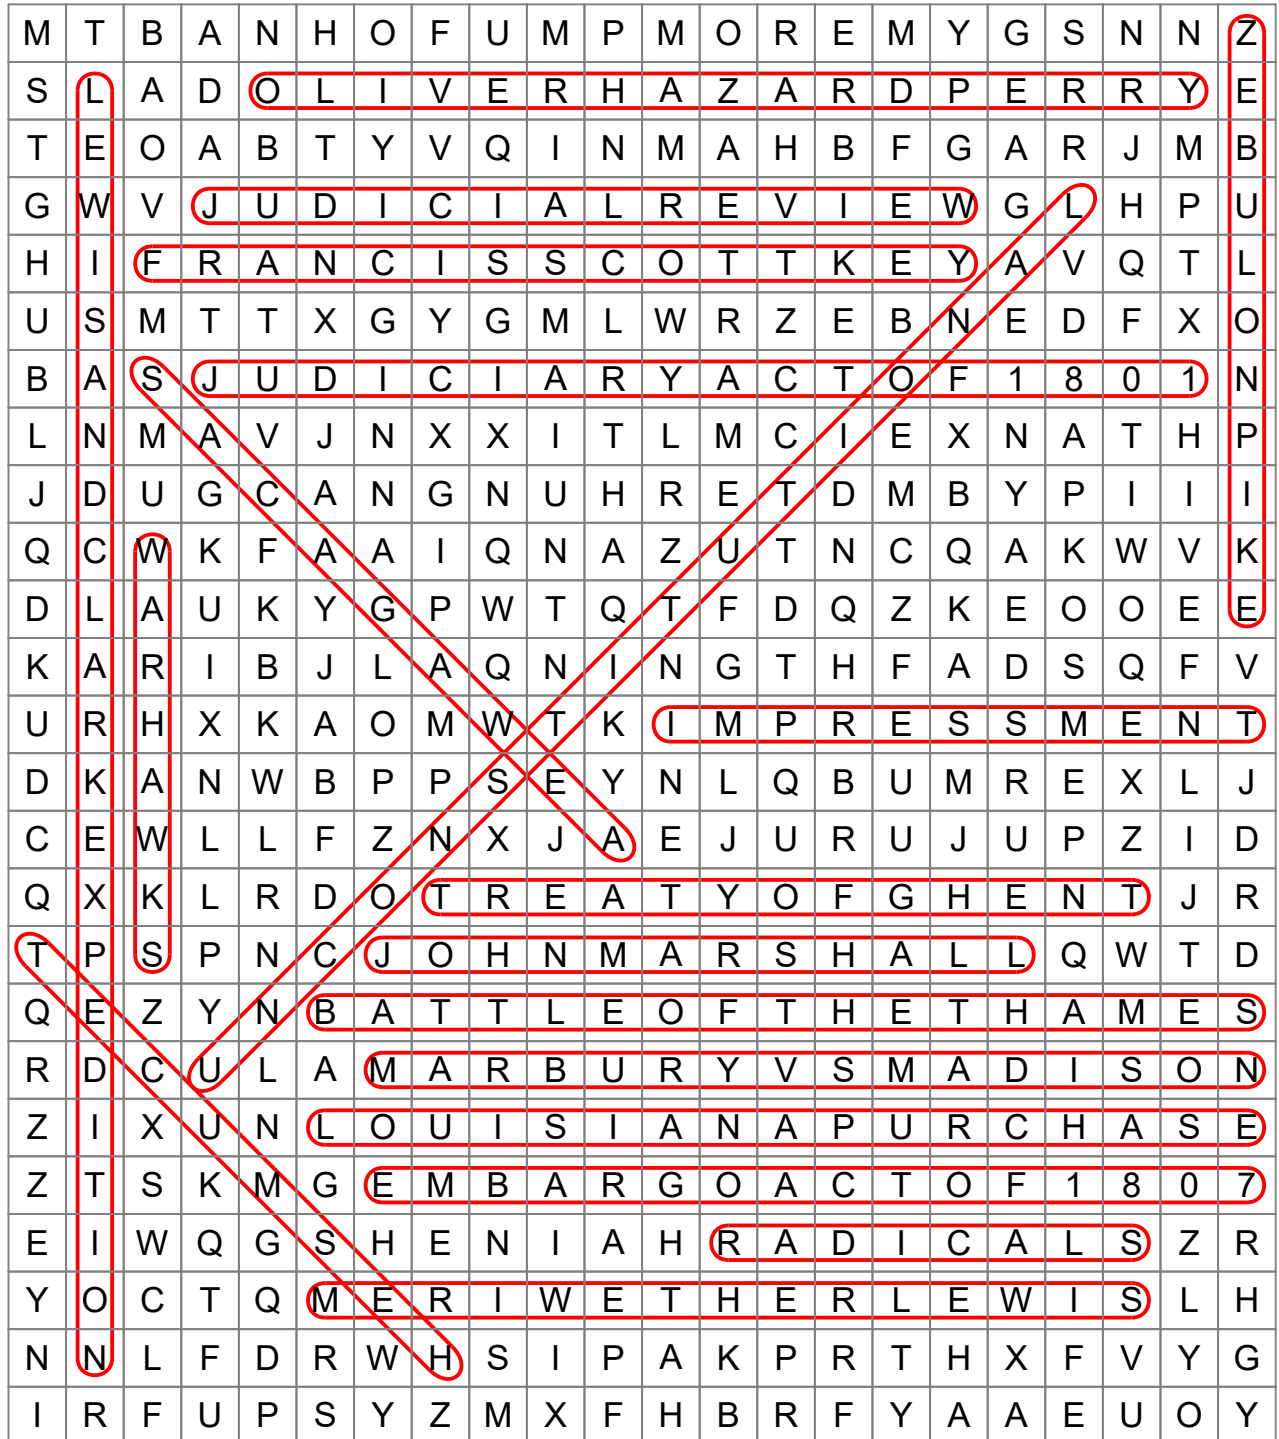 M T B A N H O F U M P M O R E M Y G S N N Z
S L A D O L I V E R H A Z A R D P E R R Y E
T E O A B T Y V Q I N M A H B F G A R J M B
G W V J U D I C I A L R E V I E W G L H P U
H I F R A N C I S S C O T T K E Y A V Q T L
U S M T T X G Y G M L W R Z E B N E D F X O
B A S J U D I C I A R Y A C T O F 1 8 0 1 N
L N M A V J N X X I T L M C I E X N A T H P
J D U G C A N G N U H R E T D M B Y P I I I
Q C W K F A A I Q N A Z U T N C Q A K W V K
D L A U K Y G P W T Q T F D Q Z K E O O E E
K A R I B J L A Q N I N G T H F A D S Q F V
U R H X K A O M W T K I M P R E S S M E N T
D K A N W B P P S E Y N L Q B U M R E X L J
C E W L L F Z N X J A E J U R U J U P Z I D
Q X K L R D O T R E A T Y O F G H E N T J R
T P S P N C J O H N M A R S H A L L Q W T D
Q E Z Y N B A T T L E O F T H E T H A M E S
R D C U L A M A R B U R Y V S M A D I S O N
Z I X U N L O U I S I A N A P U R C H A S E
Z T S K M G E M B A R G O A C T O F 1 8 0 7
E I W Q G S H E N I A H R A D I C A L S Z R
Y O C T Q M E R I W E T H E R L E W I S L H
N N L F D R W H S I P A K P R T H X F V Y G
I R F U P S Y Z M X F H B R F Y A A E U O Y